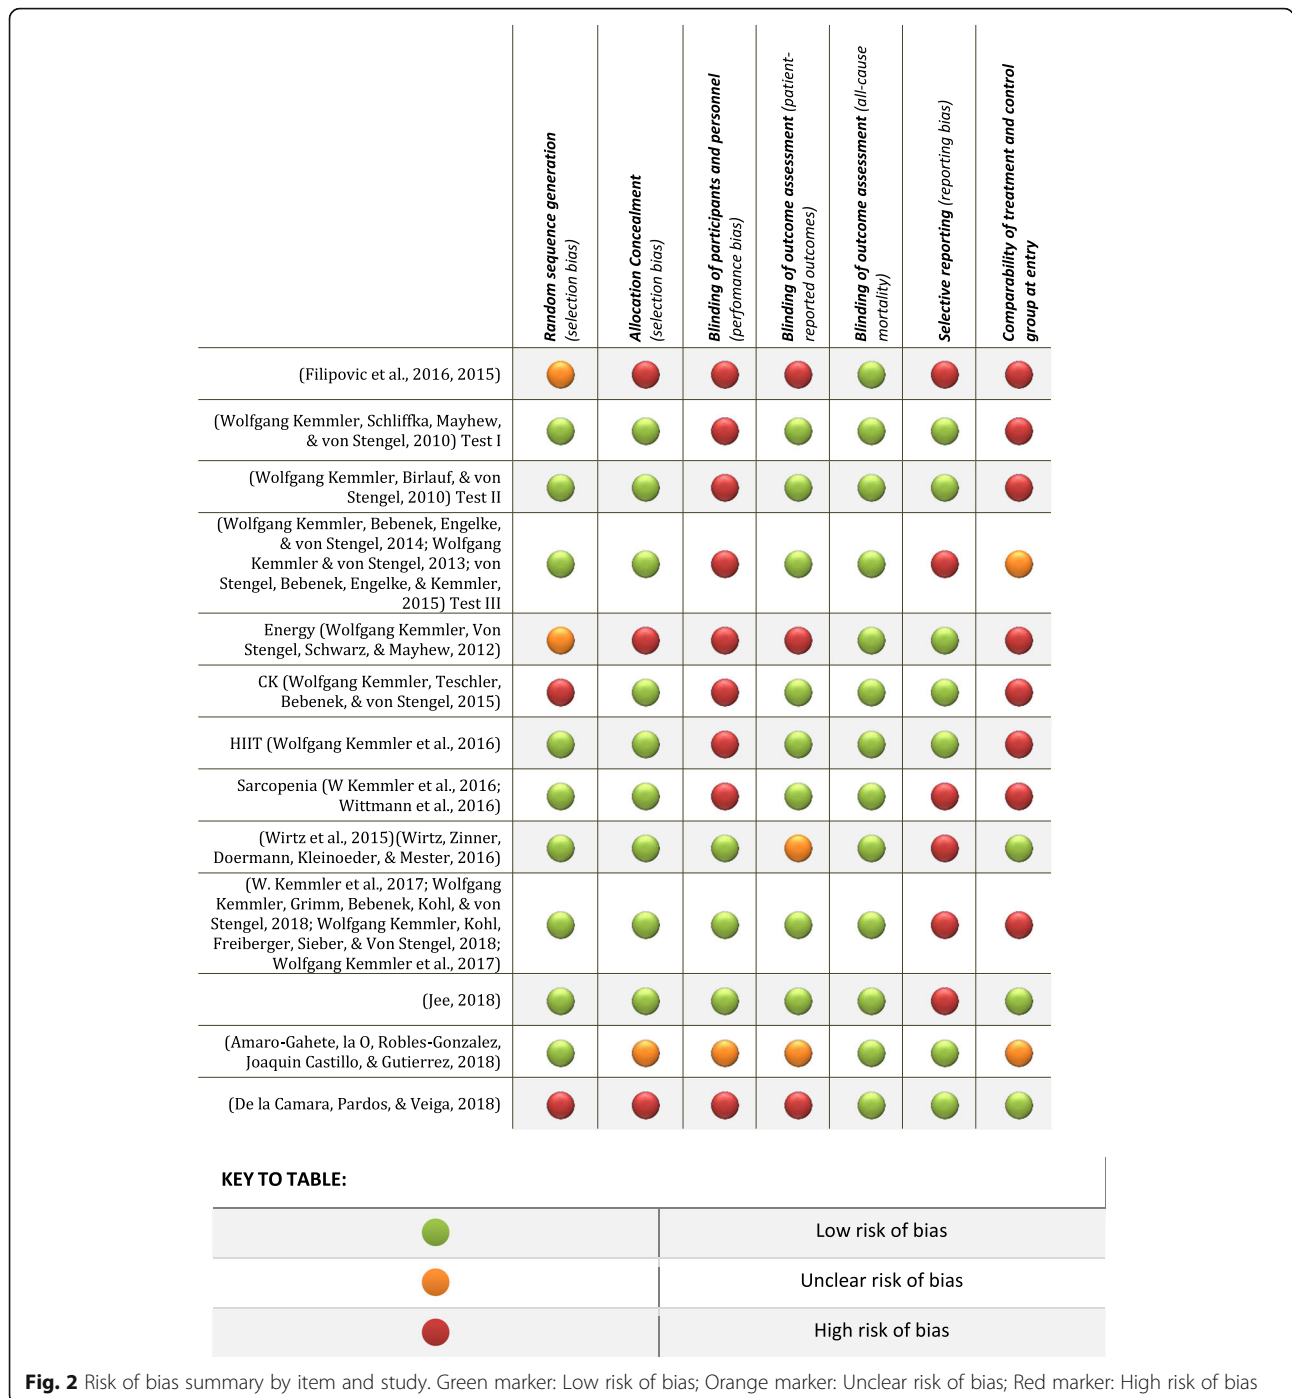 Random sequence generation
(selection bias)
Allocation Concealment
(selection bias)
Blinding of participants and personnel
(perfomance bias)
Blinding of outcome assessment (patient-
reported outcomes)
Blinding of outcome assessment (all-cause
mortality)
Selective reporting (reporting bias)
Comparability of treatment and control
group at entry
(Filipovic et al., 2016, 2015)
(Wolfgang Kemmler, Schliffka, Mayhew,
& von Stengel, 2010) Test I
(Wolfgang Kemmler, Birlauf, & von
Stengel, 2010) Test II
(Wolfgang Kemmler, Bebenek, Engelke,
& von Stengel, 2014; Wolfgang
Kemmler & von Stengel, 2013; von
Stengel, Bebenek, Engelke, & Kemmler,
2015) Test III
Energy (Wolfgang Kemmler, Von
Stengel, Schwarz, & Mayhew, 2012)
CK (Wolfgang Kemmler, Teschler,
Bebenek, & von Stengel, 2015)
HIIT (Wolfgang Kemmler et al., 2016)
Sarcopenia (W Kemmler et al., 2016;
Wittmann et al., 2016)
(Wirtz et al., 2015)(Wirtz, Zinner,
Doermann, Kleinoeder, & Mester, 2016)
(W. Kemmler et al., 2017; Wolfgang
Kemmler, Grimm, Bebenek, Kohl, & von
Stengel, 2018; Wolfgang Kemmler, Kohl,
Freiberger, Sieber, & Von Stengel, 2018;
Wolfgang Kemmler et al., 2017)
(Jee, 2018)
(Amaro-Gahete, la O, Robles-Gonzalez,
Joaquin Castillo, & Gutierrez, 2018)
(De la Camara, Pardos, & Veiga, 2018)
KEY TO TABLE:
Low risk of bias
Unclear risk of bias
High risk of bias
Fig. 2 Risk of bias summary by item and study. Green marker: Low risk of bias; Orange marker: Unclear risk of bias; Red marker: High risk of bias